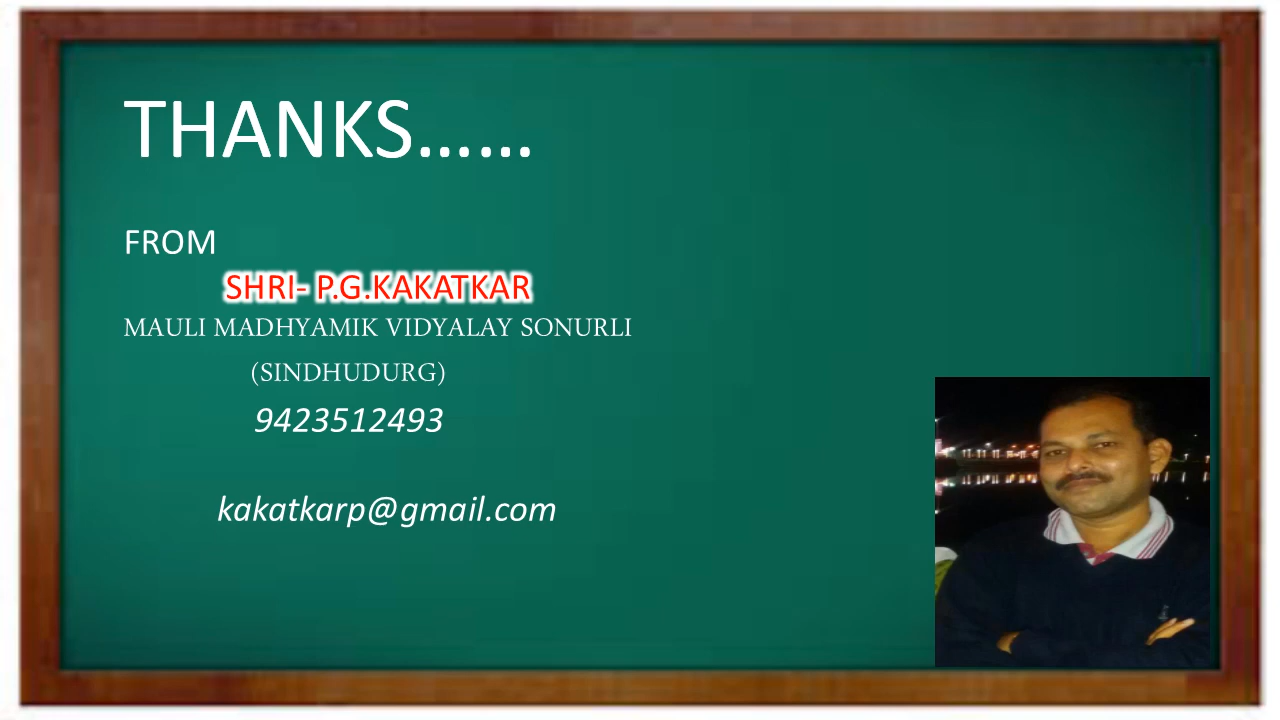 THANKS......
FROM
SHRI- P.G.KAKATKAR
MAULI MADHYAMIK VIDYALAY SONURLI
(SINDHUDURG)
9423512493
kakatkarp@gmail.com